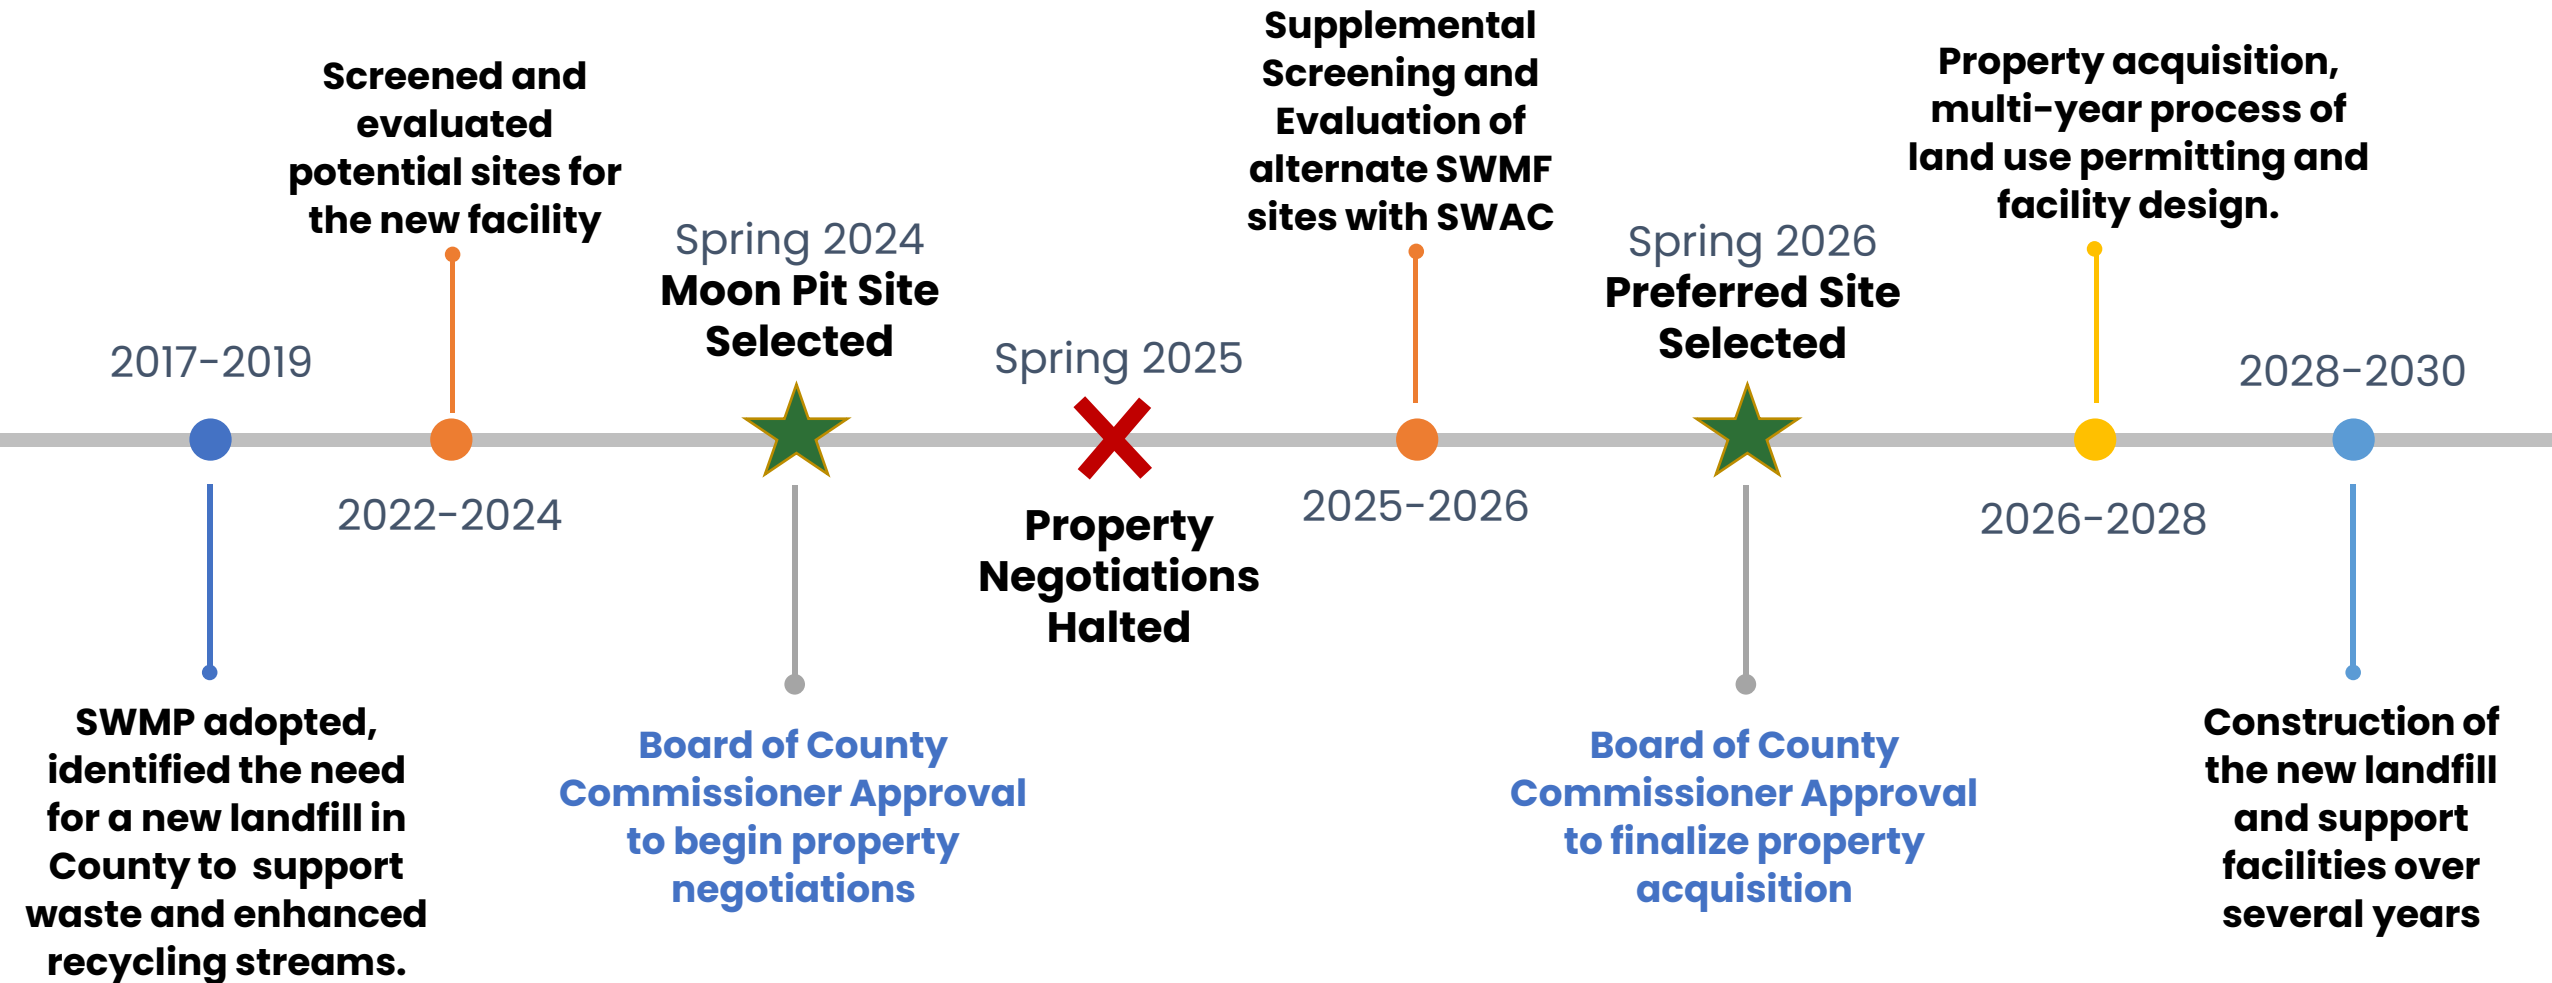 2017-2019
SWMP adopted,
identified the need
for a new landfill in
County to  support
waste and enhanced
recycling streams.
Screened and
evaluated
potential sites for
the new facility
2022-2024
Spring 2024
Moon Pit Site
Selected
Board of County
Commissioner Approval
to begin property
negotiations
Spring 2025
Property
Negotiations
Halted
Supplemental
Screening and
Evaluation of
alternate SWMF
sites with SWAC
2025-2026
Spring 2026
Preferred Site
Selected
Board of County
Commissioner Approval
to finalize property
acquisition
Property acquisition,
multi-year process of
land use permitting and
facility design.
2026-2028
2028-2030
Construction of
the new landfill
and support
facilities over
several years